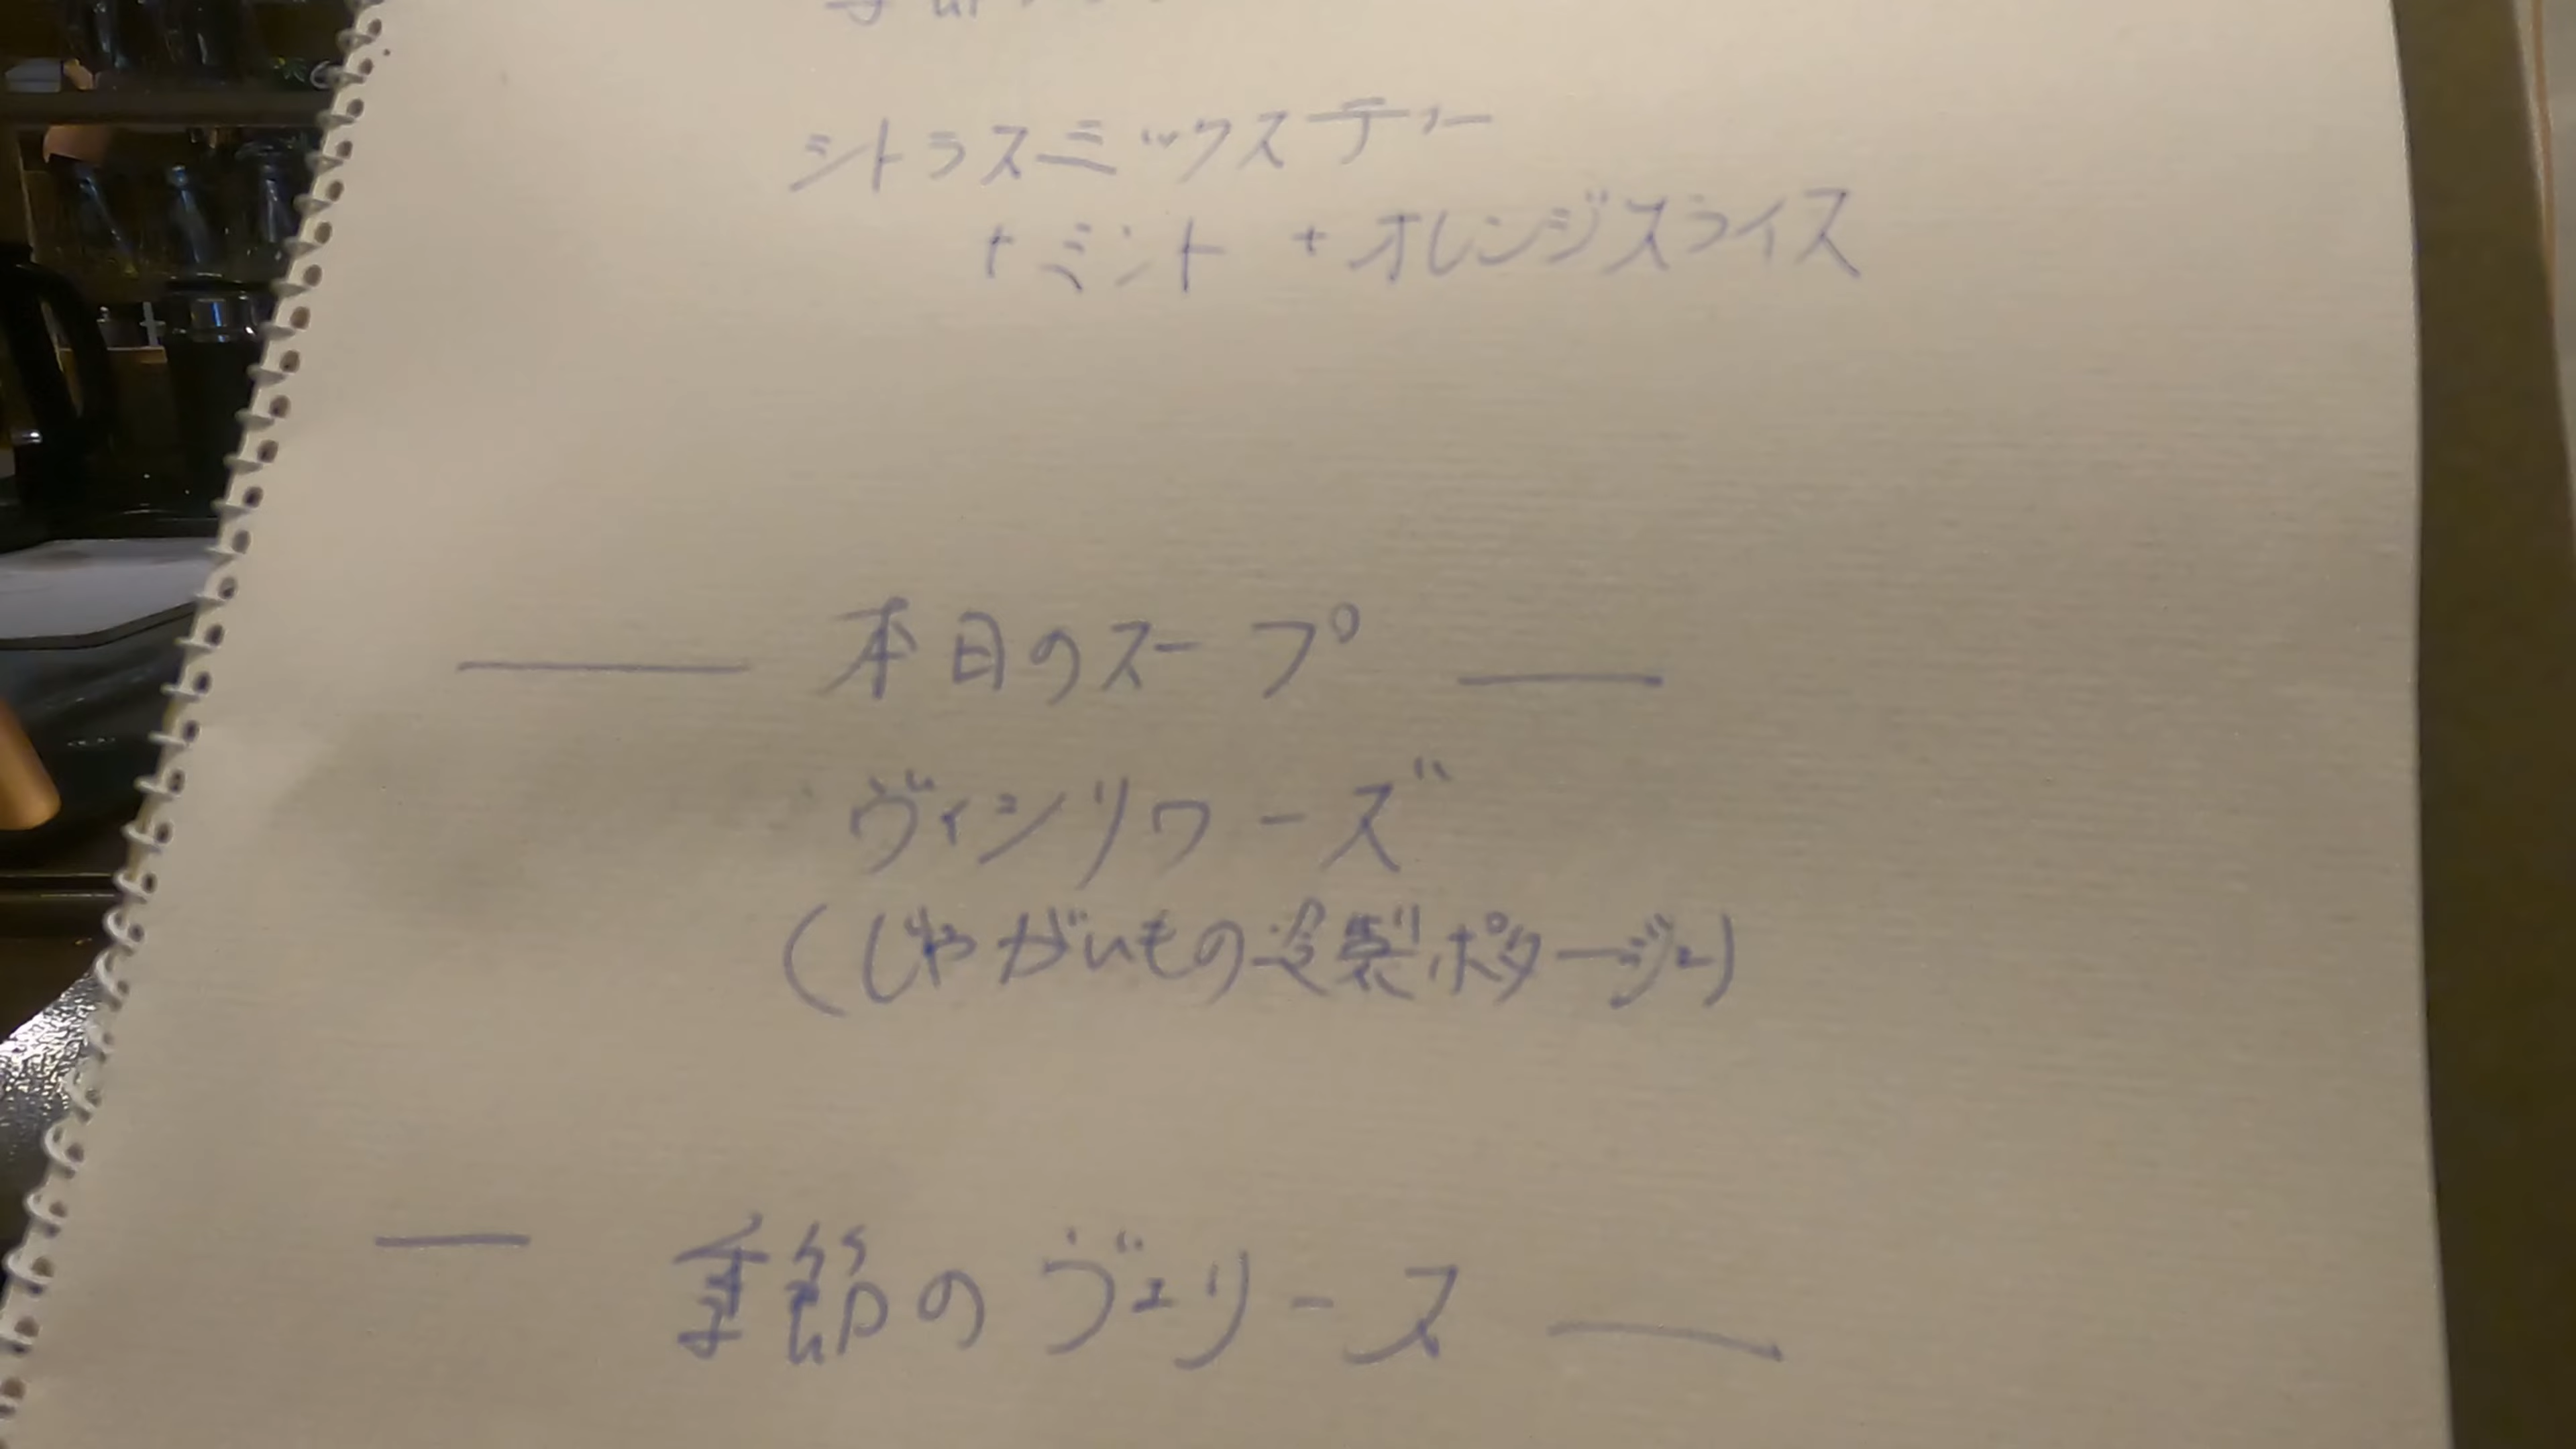 シトラスミックスティー
+ミント +オレンジスライス
本日のスープ
ヴィシソワーズ
(じゃがいもの冷製ポタージュ)
季節のヴェリーヌ